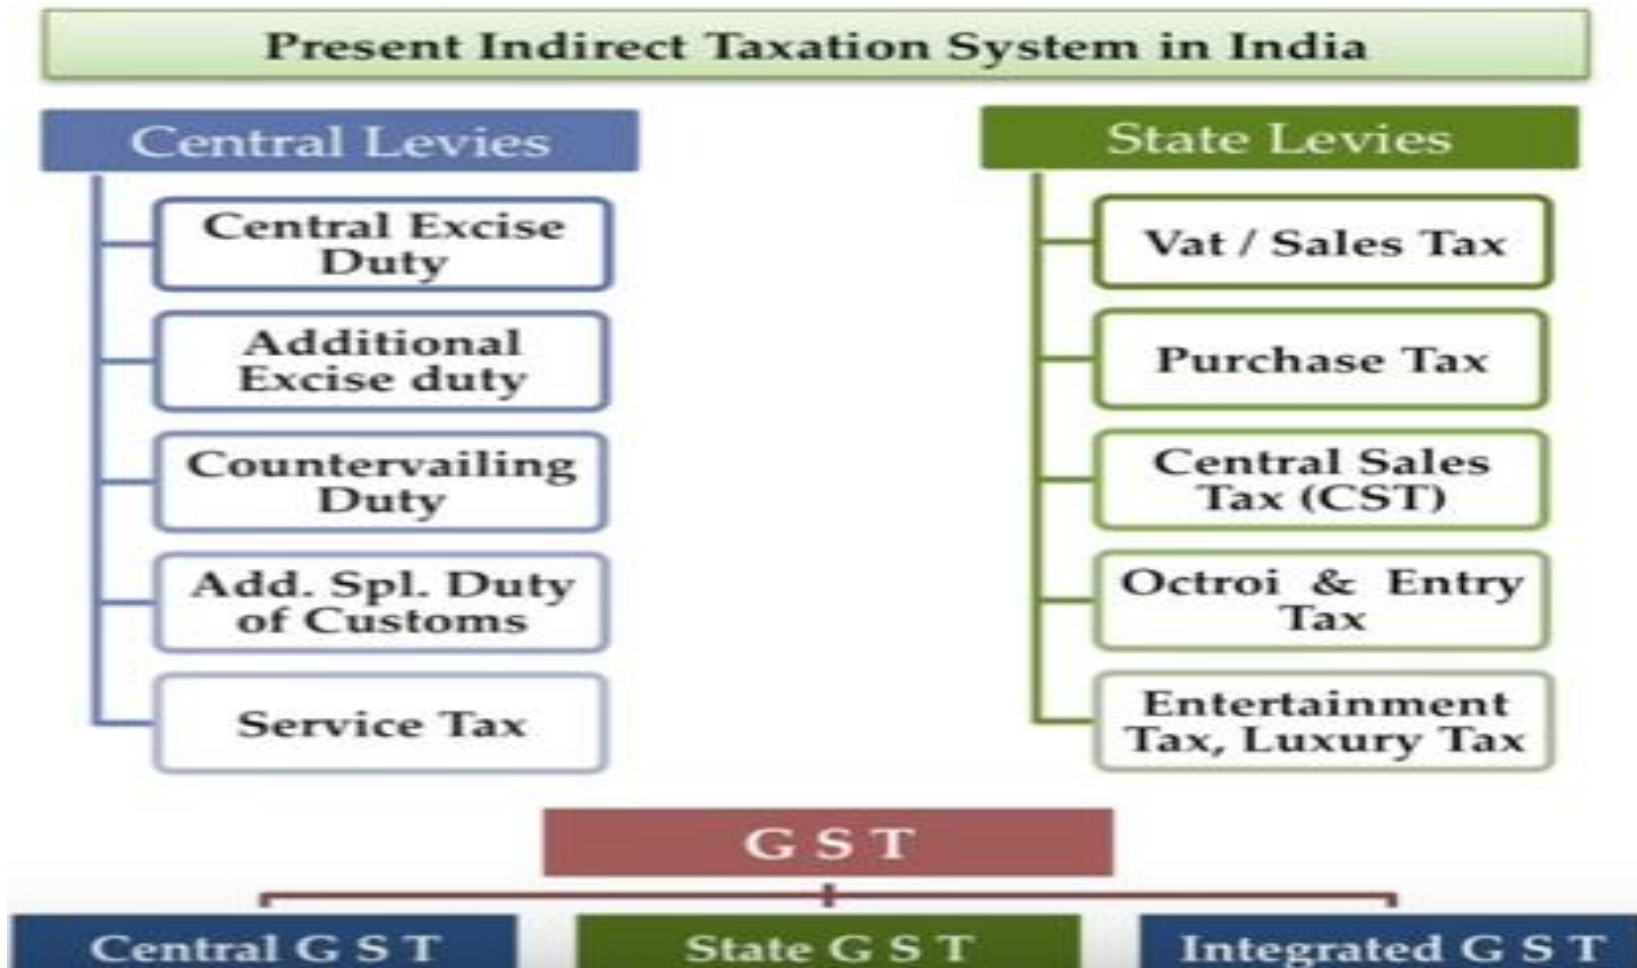 Present Indirect Taxation System in India
Central Levies
Central Excise
Duty
Additional
Excise duty
Countervailing
Duty
Add. Spl. Duty
of Customs
Service Tax
State Levies
Vat / Sales Tax
Purchase Tax
Central Sales
Tax (CST)
Octroi & Entry
Tax
Entertainment
Tax, Luxury Tax
G S T
Central G S T
State G S T
Integrated G S T